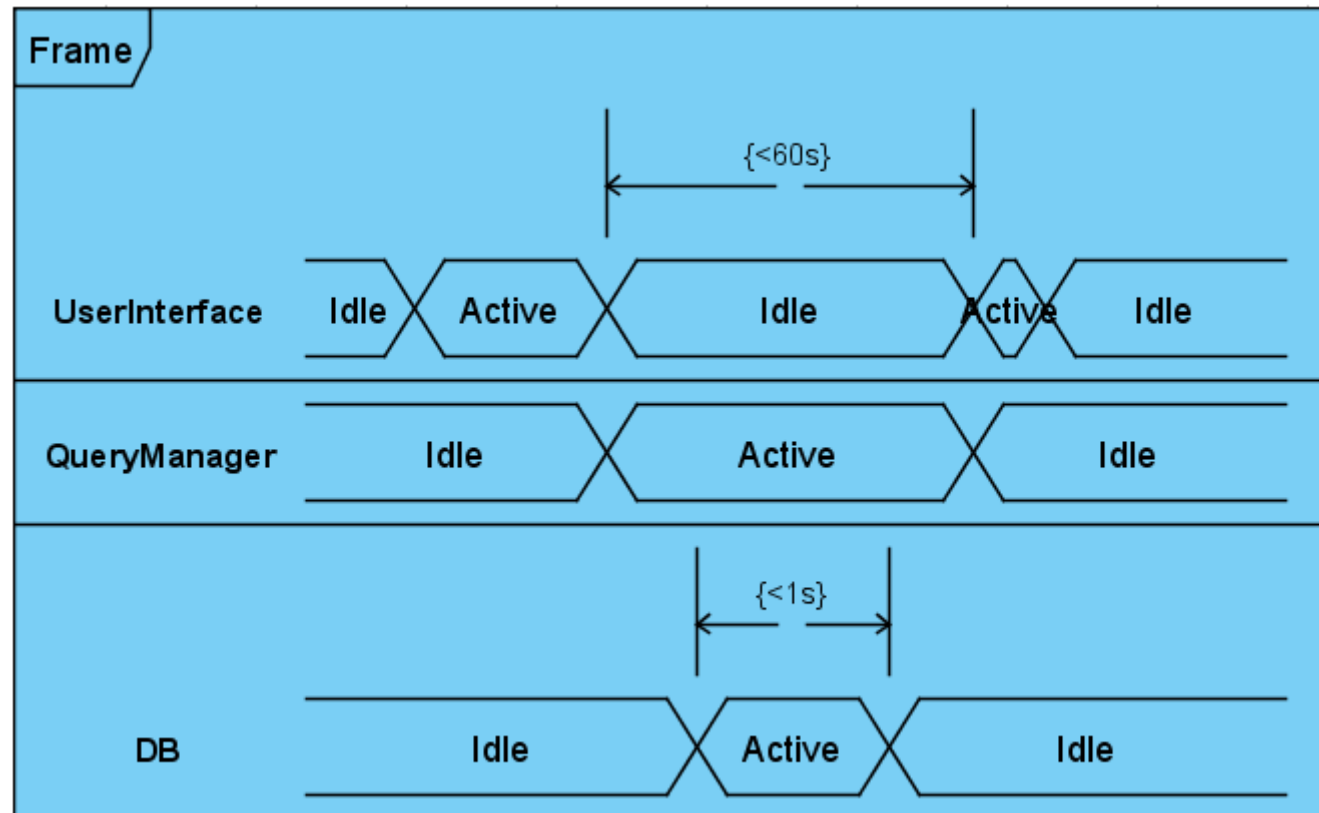 Frame
{<60s}
UserInterface Idle Active Idle Active Idle
QueryManager Idle Active Idle
{<1s}
DB Idle Active Idle